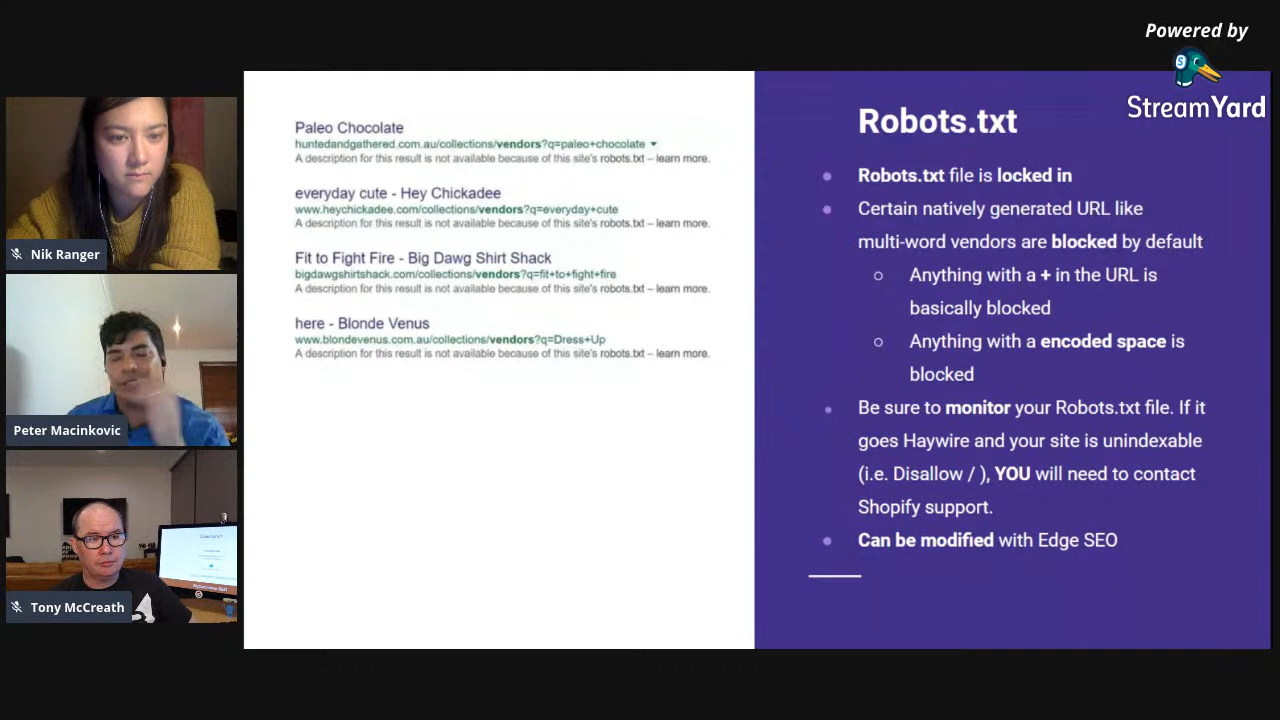 Powered by
StreamYard
Nik Ranger
Peter Macinkovic
Tony McCreath
Paleo Chocolate
huntedandgathered.com.au/collections/vendors?q=paleo+chocolate
A description for this result is not available because of this site's robots.txt – learn more.
everyday cute - Hey Chickadee
www.heychickadee.com/collections/vendors?q=everyday+cute
A description for this result is not available because of this site's robots.txt – learn more.
Fit to Fight Fire - Big Dawg Shirt Shack
bigdawgshirtshack.com/collections/vendors?q=fit+to+fight+fire
A description for this result is not available because of this site's robots.txt – learn more.
here - Blonde Venus
www.blondevenus.com.au/collections/vendors?q=Dress+Up
A description for this result is not available because of this site's robots.txt – learn more.
Robots.txt
Robots.txt file is locked in
Certain natively generated URL like
multi-word vendors are blocked by default
Anything with a + in the URL is
basically blocked
Anything with a encoded space is
blocked
Be sure to monitor your Robots.txt file. If it
goes Haywire and your site is unindexable
(i.e. Disallow / ), YOU will need to contact
Shopify support.
Can be modified with Edge SEO